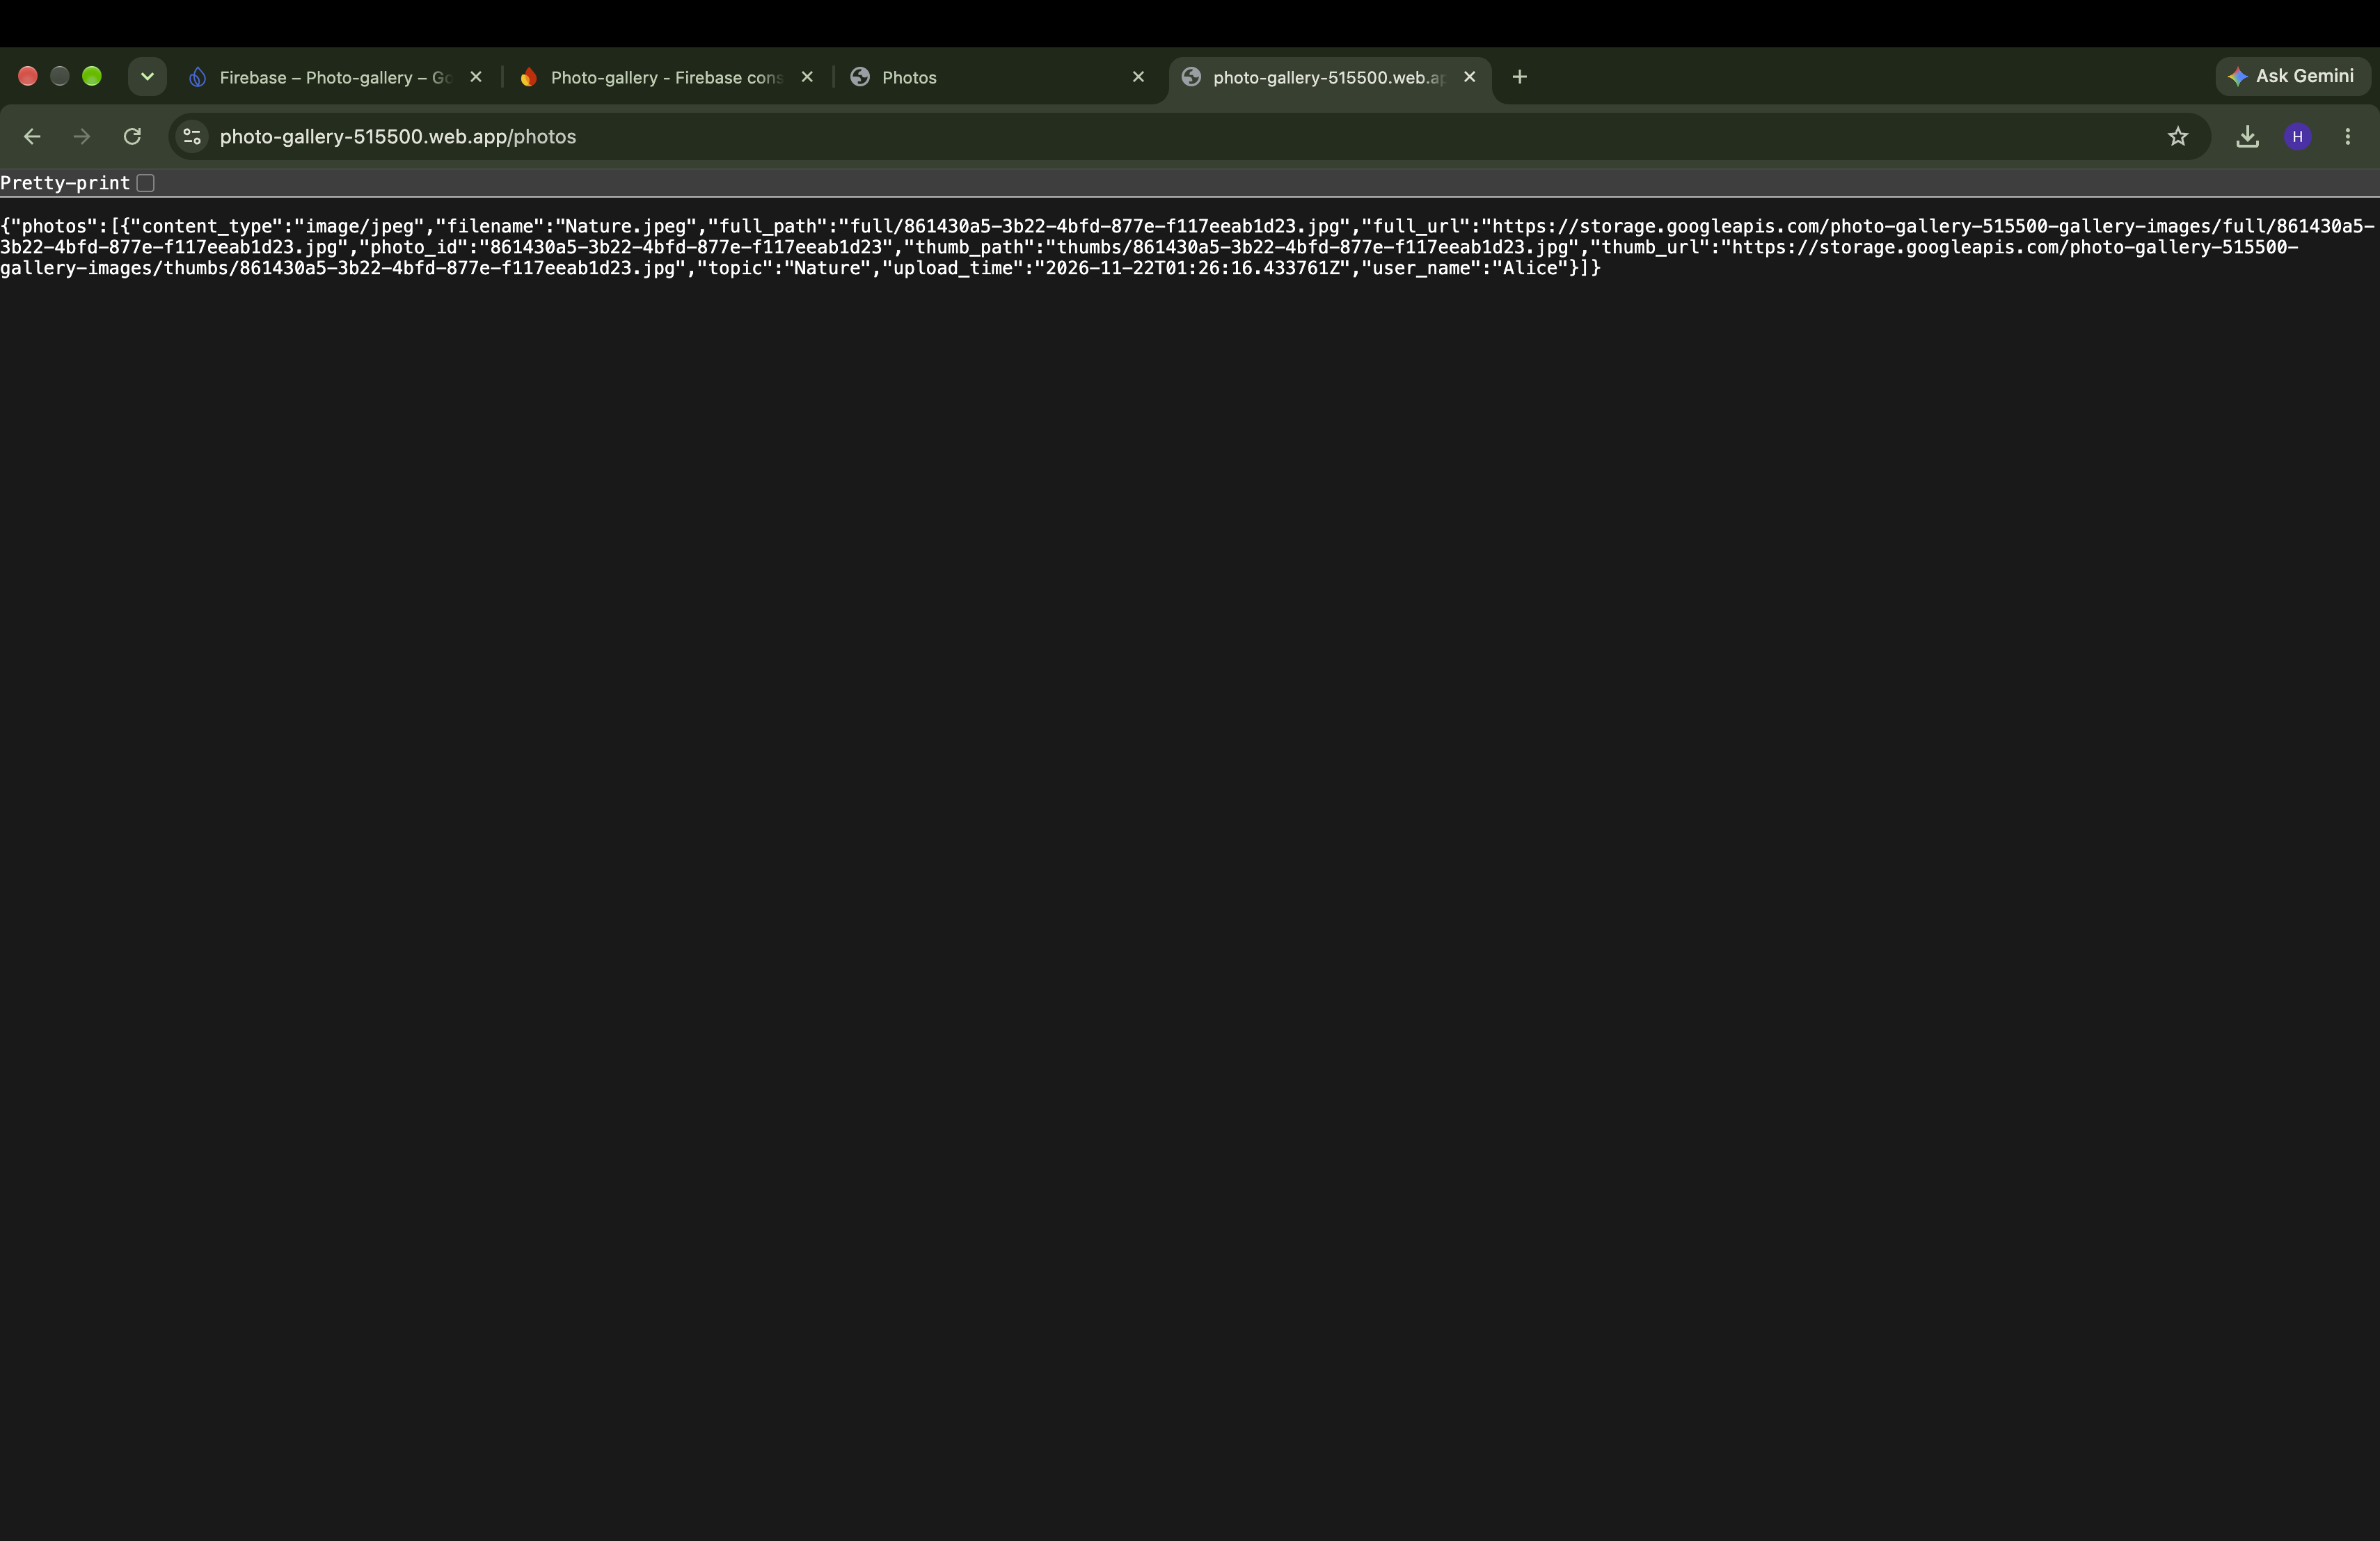 Firebase – Photo-gallery – Go
Photo-gallery - Firebase cons
Photos
photo-gallery-515500.web.ap
Ask Gemini
photo-gallery-515500.web.app/photos
H
Pretty-print
{"photos":[{"content_type":"image/jpeg","filename":"Nature.jpeg","full_path":"full/861430a5-3b22-4bfd-877e-f117eeab1d23.jpg","full_url":"https://storage.googleapis.com/photo-gallery-515500-gallery-images/full/861430a5-
3b22-4bfd-877e-f117eeab1d23.jpg","photo_id":"861430a5-3b22-4bfd-877e-f117eeab1d23","thumb_path":"thumbs/861430a5-3b22-4bfd-877e-f117eeab1d23.jpg","thumb_url":"https://storage.googleapis.com/photo-gallery-515500-
gallery-images/thumbs/861430a5-3b22-4bfd-877e-f117eeab1d23.jpg","topic":"Nature","upload_time":"2026-11-22T01:26:16.433761Z","user_name":"Alice"}]}